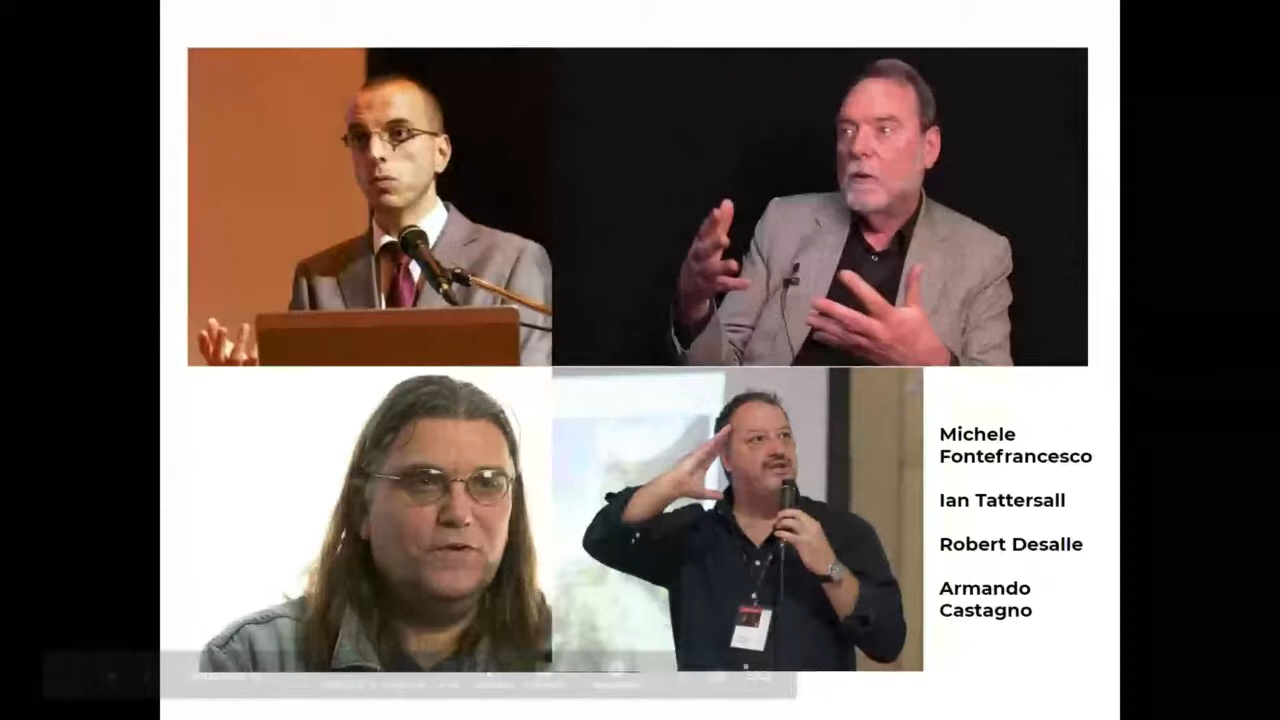 Michele
Fontefrancesco
Ian Tattersall
Robert Desalle
Armando
Castagno